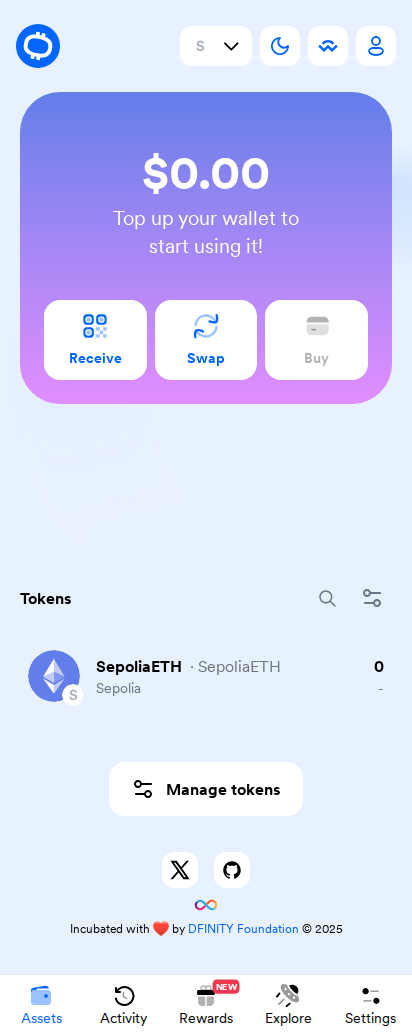 S
$0.00
Top up your wallet to
start using it!
Receive
Swap
Buy
Tokens
SepoliaETH · SepoliaETH
0
S
Sepolia
-
Manage tokens
Incubated with ❤️ by DFINITY Foundation © 2025
NEW
Assets
Activity
Rewards
Explore
Settings